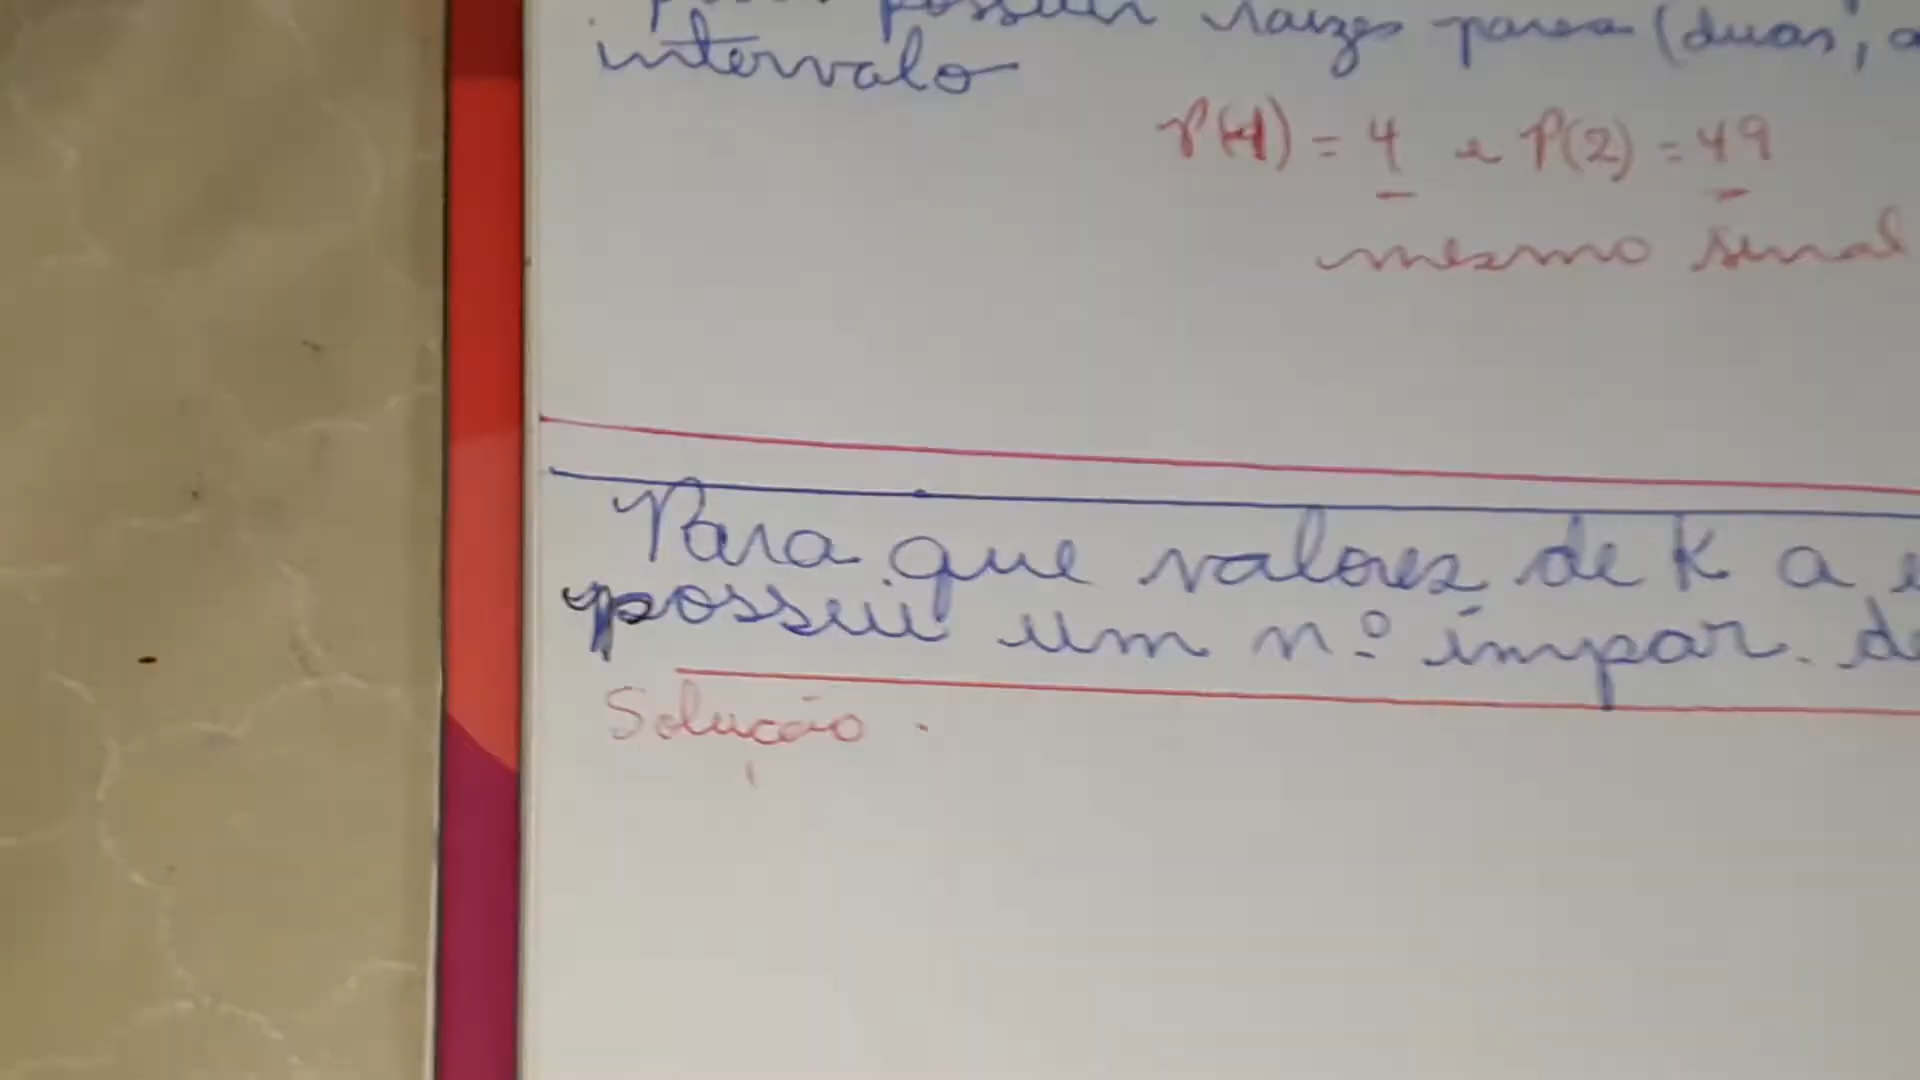 possuir raízes pares (duas,
intervalo
P(-1) = 4 e P(2) = 49
mesmo sinal
Para que valores de K a
possui um n.º ímpar. de
Solução.